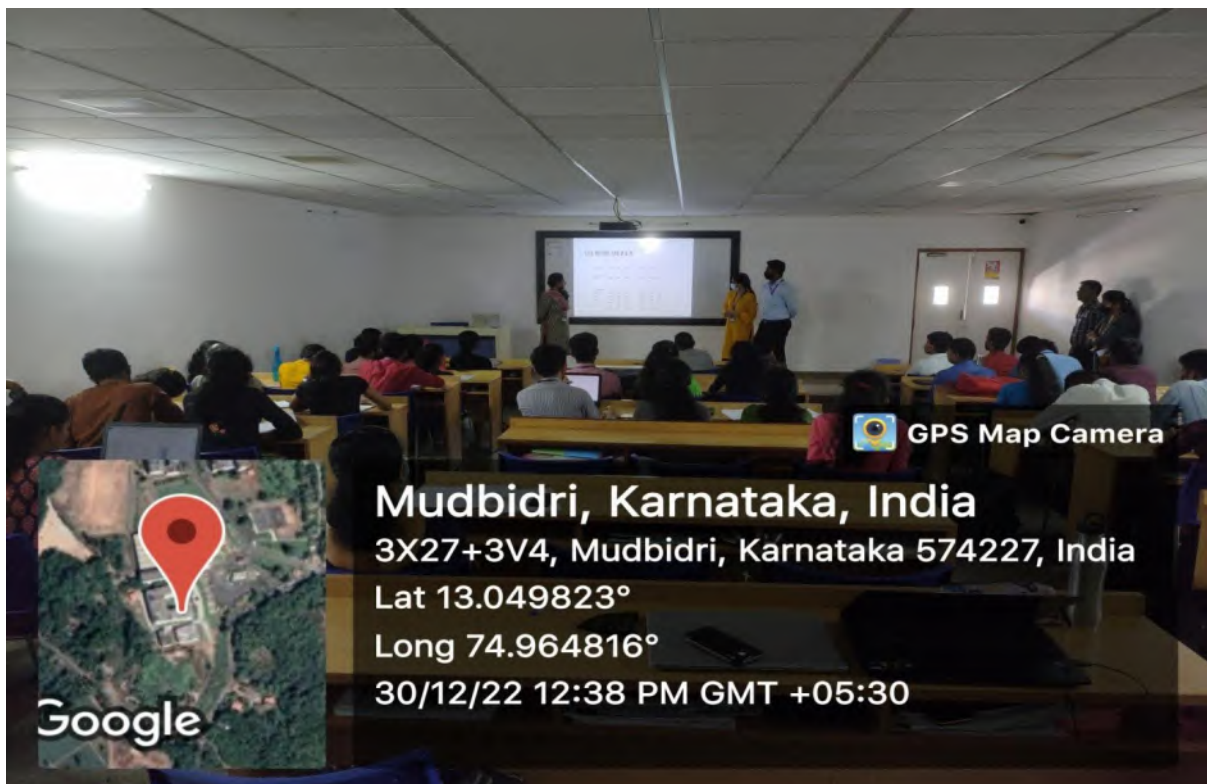 GPS Map Camera
Mudbidri, Karnataka, India
3X27+3V4, Mudbidri, Karnataka 574227, India
Lat 13.049823°
Long 74.964816°
30/12/22 12:38 PM GMT +05:30
Google